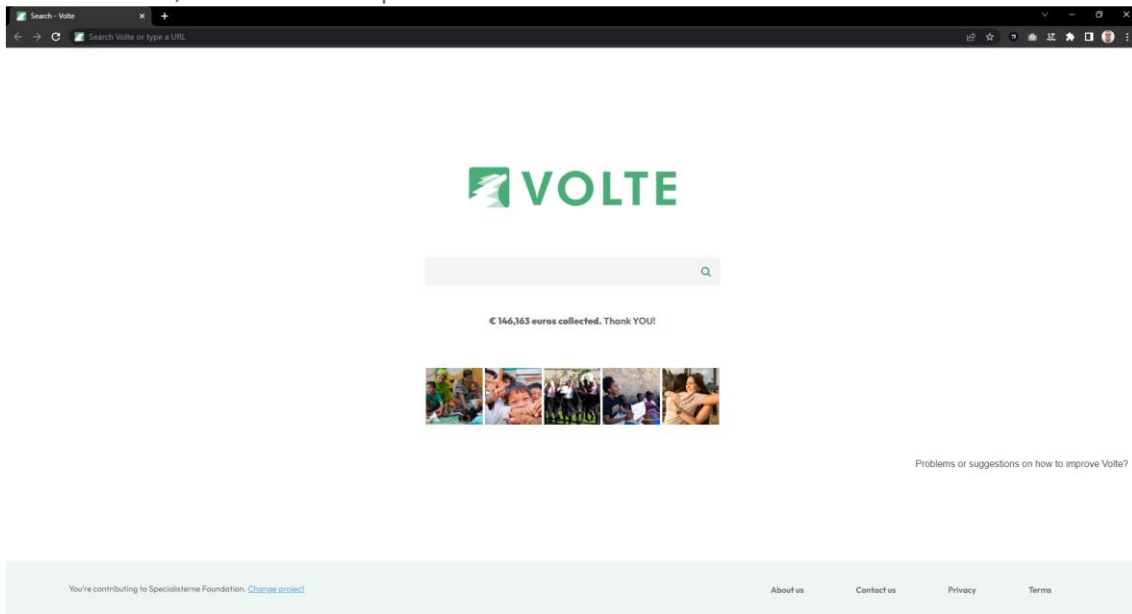 Search - Volte
Search Volte or type a URL
VOLTE
€ 146,163 euros collected. Thank YOU!
Problems or suggestions on how to improve Volte?
You're contributing to Specialisterne Foundation. Change project
About us Contact us Privacy Terms